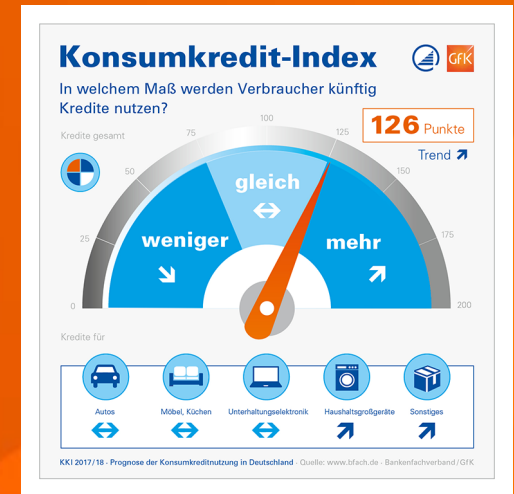 Konsumkredit-Index
GfK
In welchem Maß werden Verbraucher künftig
Kredite nutzen?
126 Punkte
Trend
Kredite gesamt
0
25
50
75
100
125
150
175
200
weniger
gleich
mehr
Kredite für
Autos
Möbel, Küchen
Unterhaltungselektronik
Haushaltsgroßgeräte
Sonstiges
KKI 2017/18 - Prognose der Konsumkreditnutzung in Deutschland · Quelle: www.bfach.de - Bankenfachverband/GfK